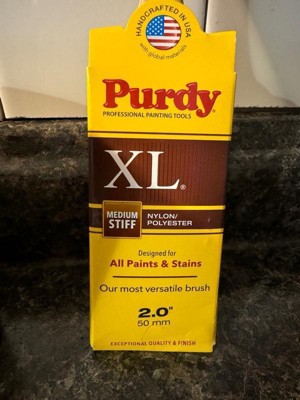 HANDCRAFTED IN USA
with global materials
Purdy®
PROFESSIONAL PAINTING TOOLS
XL®
MEDIUM
STIFF
NYLON/
POLYESTER
Designed for
All Paints & Stains
Our most versatile brush
2.0"
50 mm
EXCEPTIONAL QUALITY & FINISH